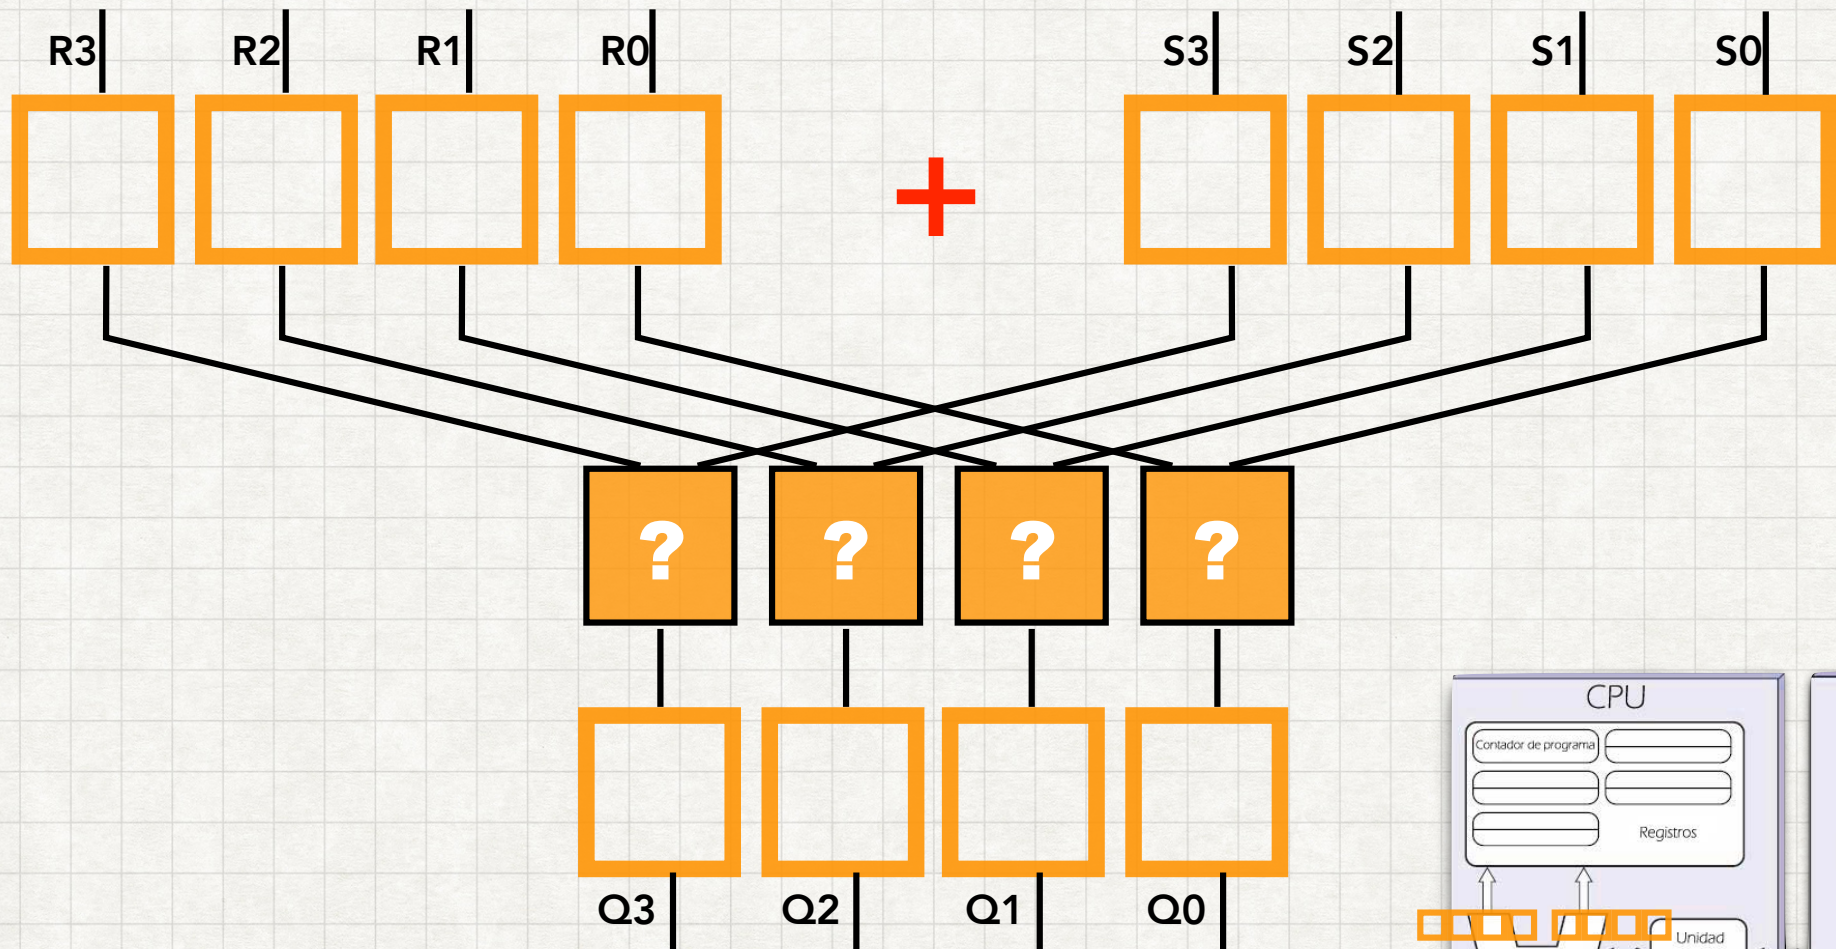 R3 R2 R1 R0 S3 S2 S1 S0
+
? ? ? ?
Q3 Q2 Q1 Q0
CPU
Contador de programa
Registros
Unidad